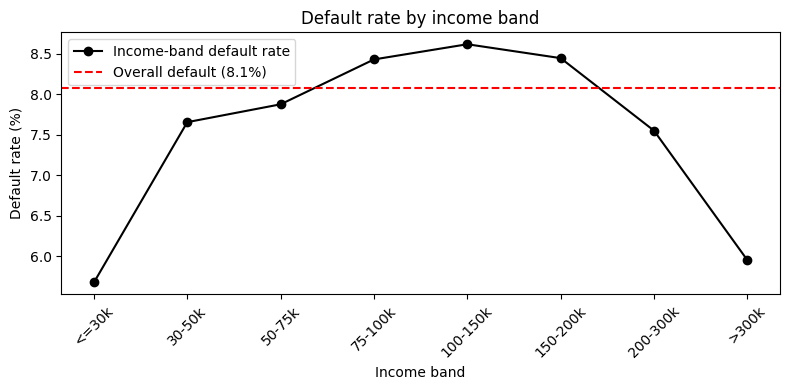 Default rate by income band
Income-band default rate
Overall default (8.1%)
Default rate (%)
8.5
8.0
7.5
7.0
6.5
6.0
<=30k
30-50k
50-75k
75-100k
100-150k
150-200k
200-300k
>300k
Income band